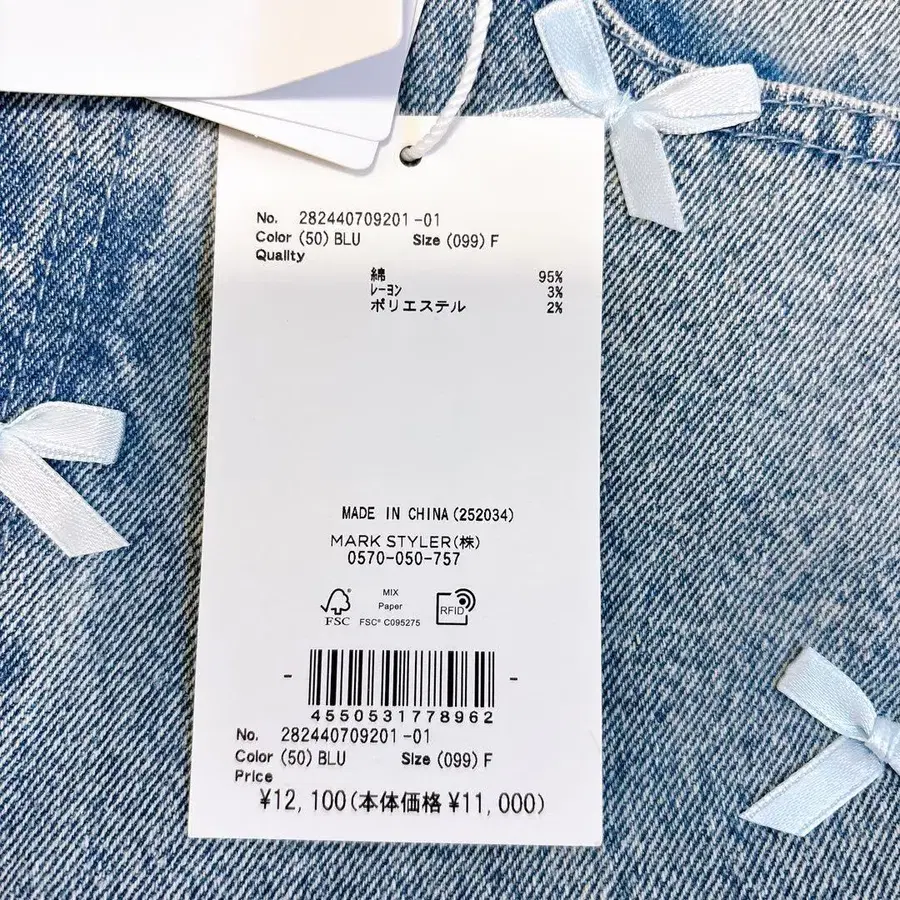 No. 282440709201-01
Color (50) BLU Size (099) F
Quality
綿 95%
ﾚｰﾖﾝ 3%
ポリエステル 2%
MADE IN CHINA(252034)
MARK STYLER(株)
0570-050-757
FSC
MIX
Paper
FSC® C095275
RFID
4550531778962
No. 282440709201-01
Color (50) BLU Size (099) F
Price
¥12,100(本体価格 ¥11,000)